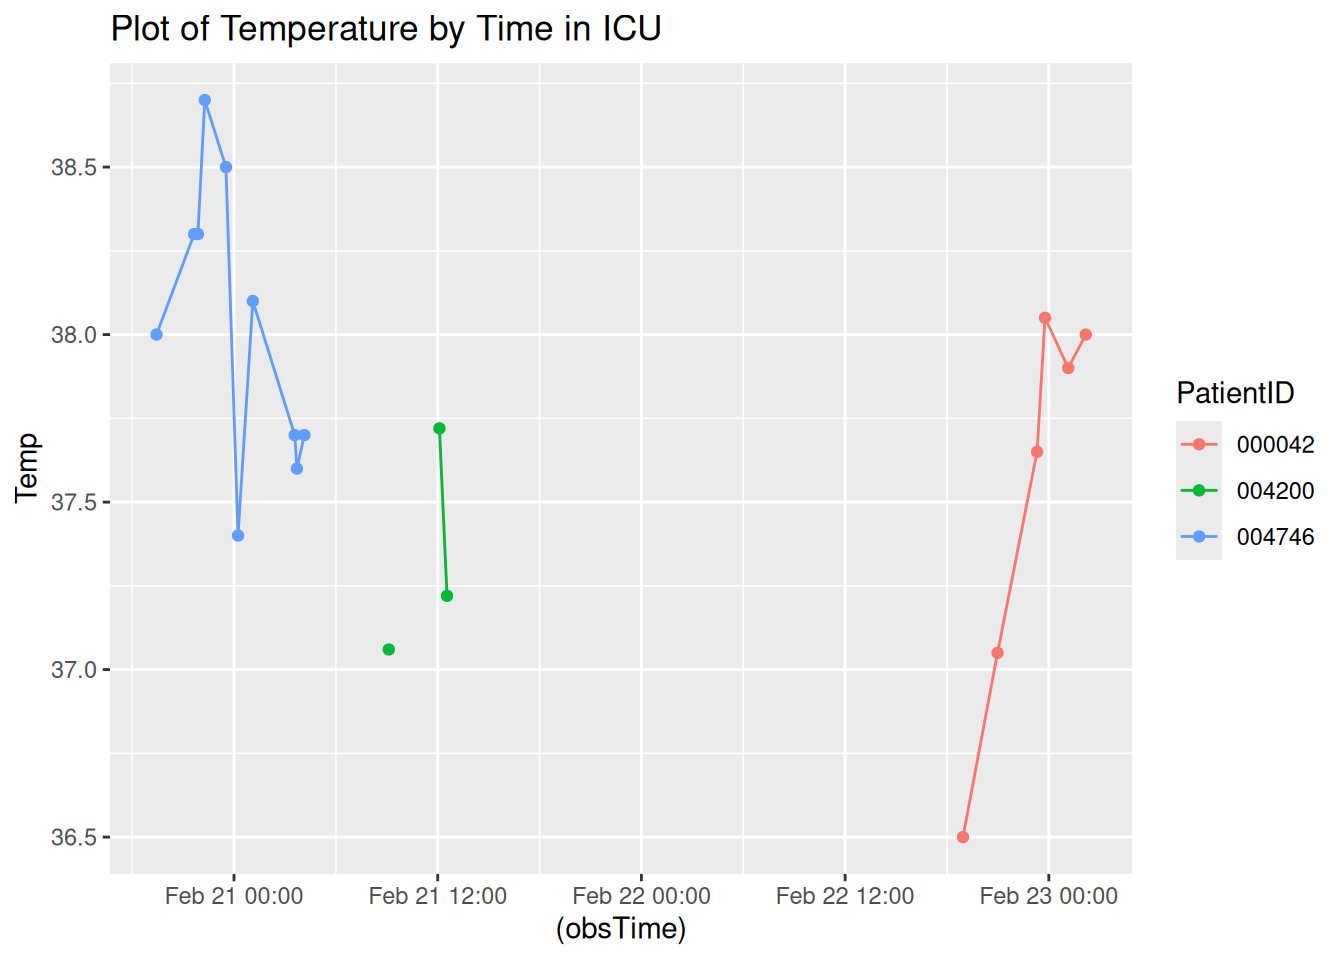 Plot of Temperature by Time in ICU
38.5
38.0
37.5
37.0
36.5
Temp
Feb 21 00:00
Feb 21 12:00
Feb 22 00:00
Feb 22 12:00
Feb 23 00:00
(obsTime)
PatientID
000042
004200
004746